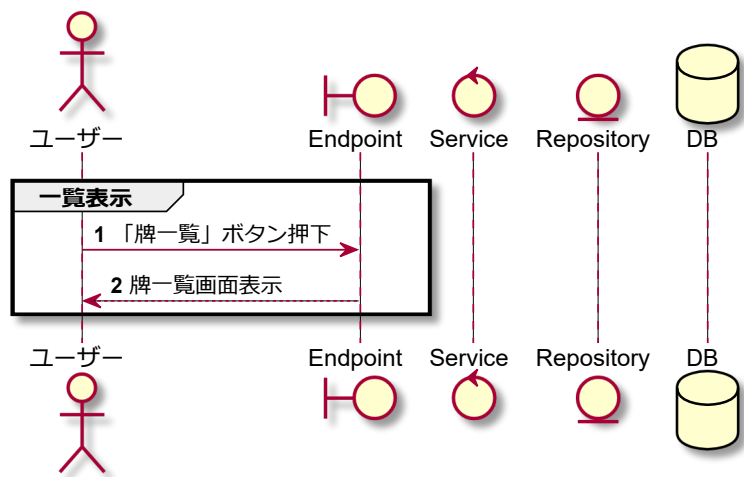 ユーザー
Endpoint
Service
Repository
DB
一覧表示
1 「牌一覧」ボタン押下
2 牌一覧画面表示
ユーザー
Endpoint
Service
Repository
DB